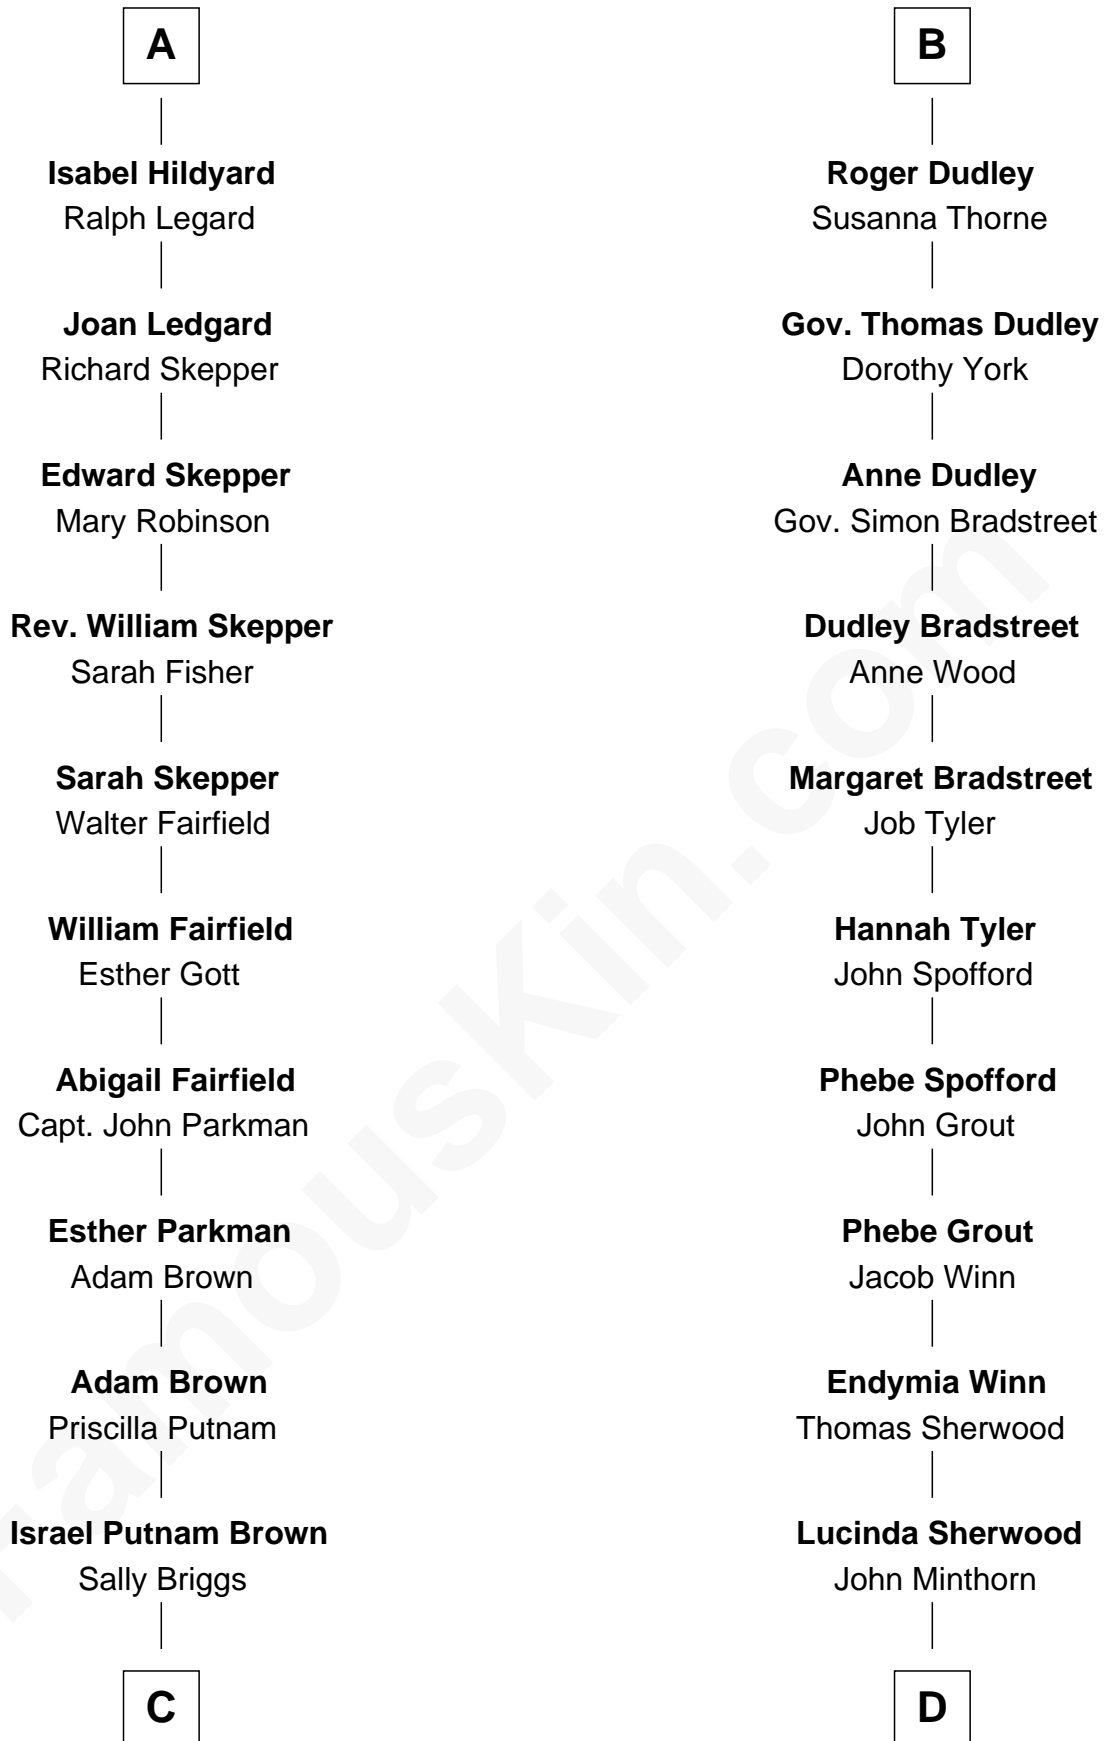 A
Isabel Hildyard
Ralph Legard
Joan Ledgard
Richard Skepper
Edward Skepper
Mary Robinson
Rev. William Skepper
Sarah Fisher
Sarah Skepper
Walter Fairfield
William Fairfield
Esther Gott
Abigail Fairfield
Capt. John Parkman
Esther Parkman
Adam Brown
Adam Brown
Priscilla Putnam
Israel Putnam Brown
Sally Briggs
C
B
Roger Dudley
Susanna Thorne
Gov. Thomas Dudley
Dorothy York
Anne Dudley
Gov. Simon Bradstreet
Dudley Bradstreet
Anne Wood
Margaret Bradstreet
Job Tyler
Hannah Tyler
John Spofford
Phebe Spofford
John Grout
Phebe Grout
Jacob Winn
Endymia Winn
Thomas Sherwood
Lucinda Sherwood
John Minthorn
D
FamousKin.com